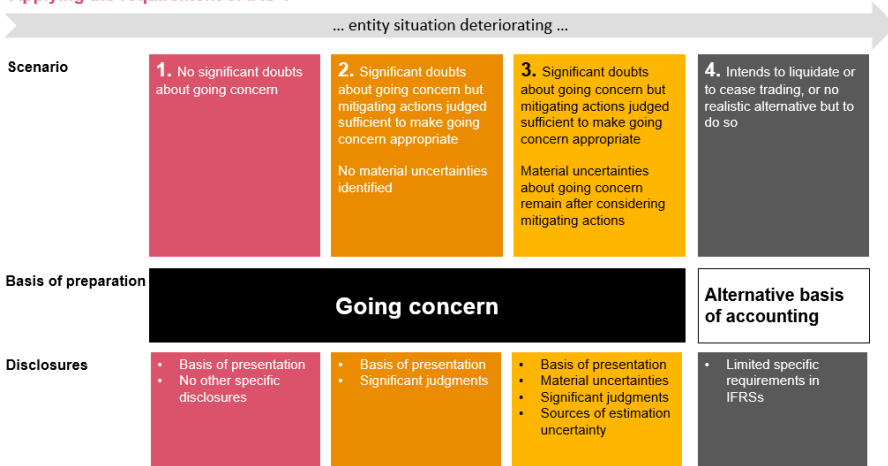 ... entity situation deteriorating ...
Scenario
1. No significant doubts
about going concern
2. Significant doubts
about going concern but
mitigating actions judged
sufficient to make going
concern appropriate
No material uncertainties
identified
3. Significant doubts
about going concern but
mitigating actions judged
sufficient to make going
concern appropriate
Material uncertainties
about going concern
remain after considering
mitigating actions
4. Intends to liquidate or
to cease trading, or no
realistic alternative but to
do so
Basis of preparation
Going concern
Alternative basis
of accounting
Disclosures
• Basis of presentation
• No other specific
disclosures
• Basis of presentation
• Significant judgments
• Basis of presentation
• Material uncertainties
• Significant judgments
• Sources of estimation
uncertainty
• Limited specific
requirements in
IFRSs